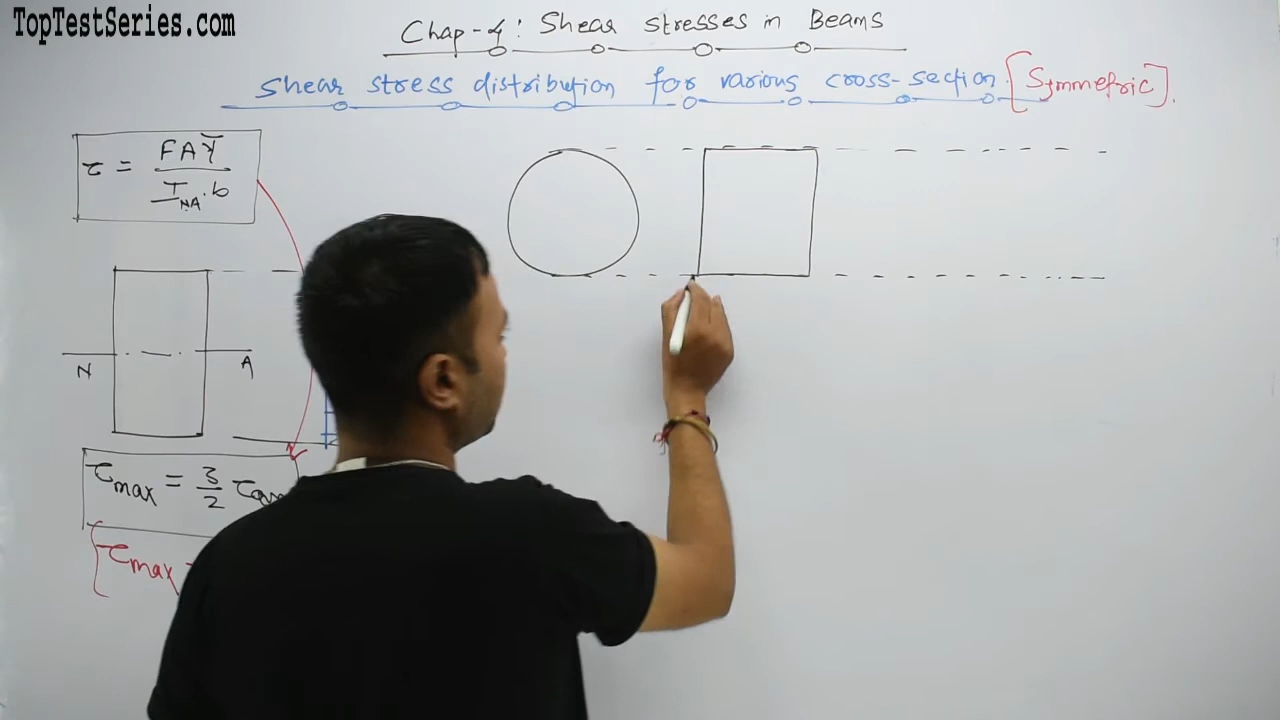 TopTestSeries.com
Chap-4: Shear stresses in Beams
Shear stress distribution for various cross-section. [Symmetric].
τ = FAȲ / I_NA.b
N A
τmax = 3/2
τmax